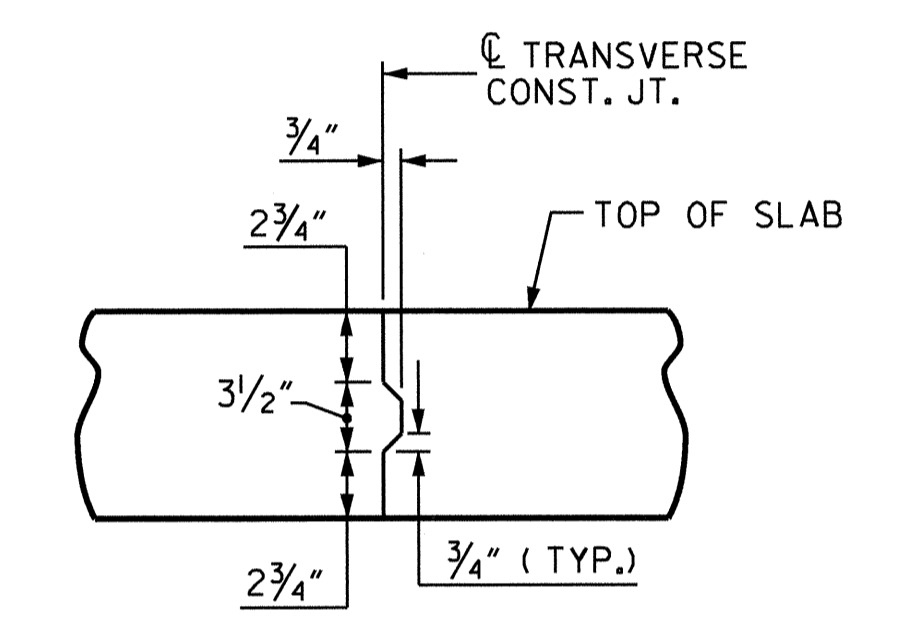 ℄ TRANSVERSE
CONST. JT.
3/4"
2 3/4"
TOP OF SLAB
3 1/2"
3/4" ( TYP.)
2 3/4"